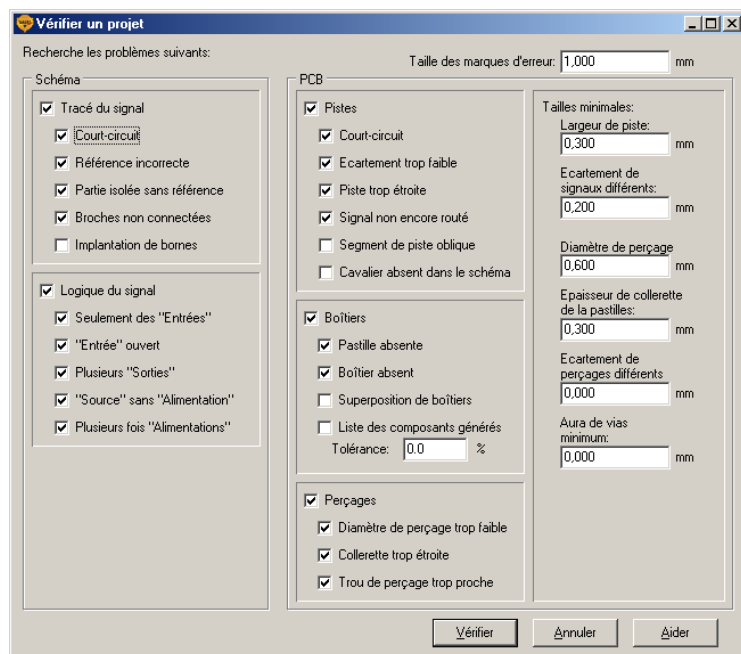 Vérifier un projet
Recherche les problèmes suivants:
Taille des marques d'erreur: 1,000 mm
Schéma
Tracé du signal
Court-circuit
Référence incorrecte
Partie isolée sans référence
Broches non connectées
Implantation de bornes
Logique du signal
Seulement des "Entrées"
"Entrée" ouvert
Plusieurs "Sorties"
"Source" sans "Alimentation"
Plusieurs fois "Alimentations"
PCB
Pistes
Court-circuit
Ecartement trop faible
Piste trop étroite
Signal non encore routé
Segment de piste oblique
Cavalier absent dans le schéma
Boîtiers
Pastille absente
Boîtier absent
Superposition de boîtiers
Liste des composants générés
Tolérance: 0.0 %
Perçages
Diamètre de perçage trop faible
Collerette trop étroite
Trou de perçage trop proche
Tailles minimales:
Largeur de piste:
0,300 mm
Ecartement de
signaux différents:
0,200 mm
Diamètre de perçage
0,600 mm
Epaisseur de collerette
de la pastilles:
0,300 mm
Ecartement de
perçages différents
0,000 mm
Aura de vias
minimum:
0,000 mm
Vérifier
Annuler
Aider